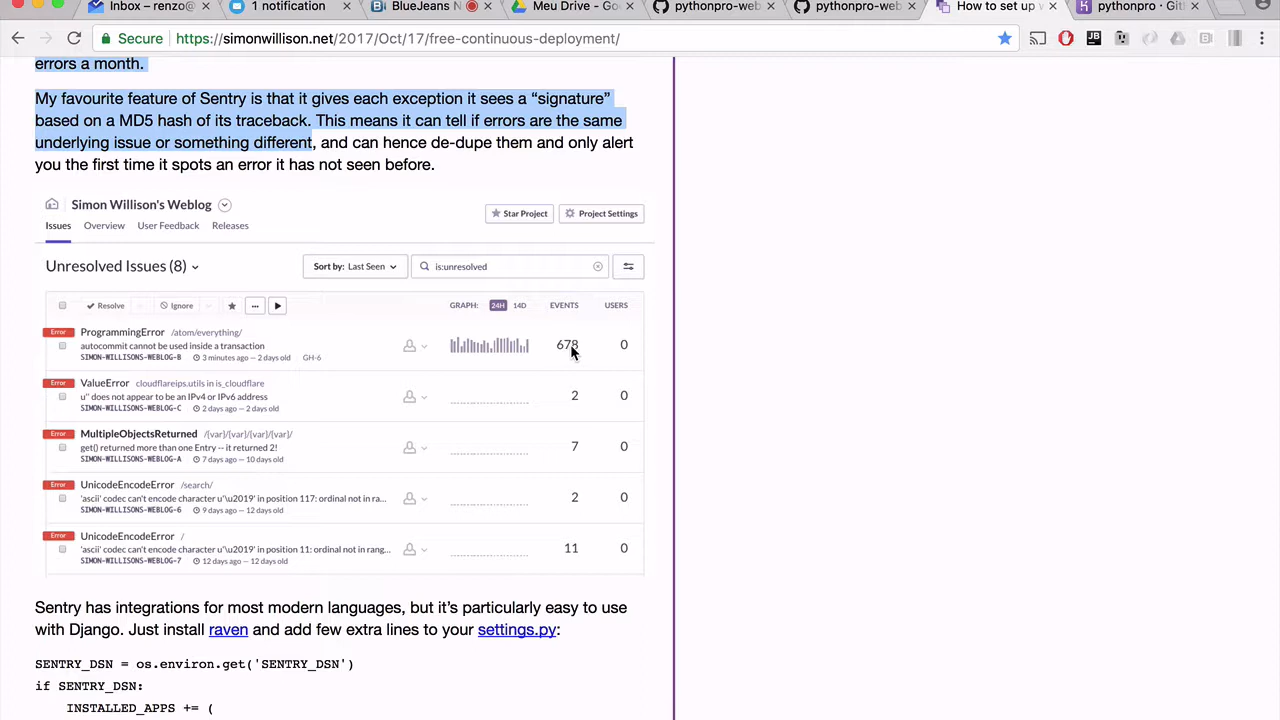 Inbox – renzo@
1 notification
BlueJeans N
Meu Drive - Go
pythonpro-web
pythonpro-web
How to set up
pythonpro · Git
Secure https://simonwillison.net/2017/Oct/17/free-continuous-deployment/
errors a month.
My favourite feature of Sentry is that it gives each exception it sees a “signature”
based on a MD5 hash of its traceback. This means it can tell if errors are the same
underlying issue or something different, and can hence de-dupe them and only alert
you the first time it spots an error it has not seen before.
Simon Willison's Weblog
Star Project Project Settings
Issues Overview User Feedback Releases
Unresolved Issues (8) Sort by: Last Seen is:unresolved
Resolve Ignore ... GRAPH: 24H 14D EVENTS USERS
Error ProgrammingError /atom/everything/
autocommit cannot be used inside a transaction 678 0
SIMON-WILLISONS-WEBLOG-B 3 minutes ago — 2 days old GH-6
Error ValueError cloudflareips.utils in is_cloudflare
u'' does not appear to be an IPv4 or IPv6 address 2 0
SIMON-WILLISONS-WEBLOG-C 2 days ago — 2 days old
Error MultipleObjectsReturned /[var]/[var]/[var]/[var]/
get() returned more than one Entry -- it returned 2! 7 0
SIMON-WILLISONS-WEBLOG-A 7 days ago — 10 days old
Error UnicodeEncodeError /search/
'ascii' codec can't encode character u'\u2019' in position 117: ordinal not in ra... 2 0
SIMON-WILLISONS-WEBLOG-6 9 days ago — 12 days old
Error UnicodeEncodeError /
'ascii' codec can't encode character u'\u2019' in position 11: ordinal not in rang... 11 0
SIMON-WILLISONS-WEBLOG-7 12 days ago — 12 days old
Sentry has integrations for most modern languages, but it’s particularly easy to use
with Django. Just install raven and add few extra lines to your settings.py:
SENTRY_DSN = os.environ.get('SENTRY_DSN')
if SENTRY_DSN:
INSTALLED_APPS += (